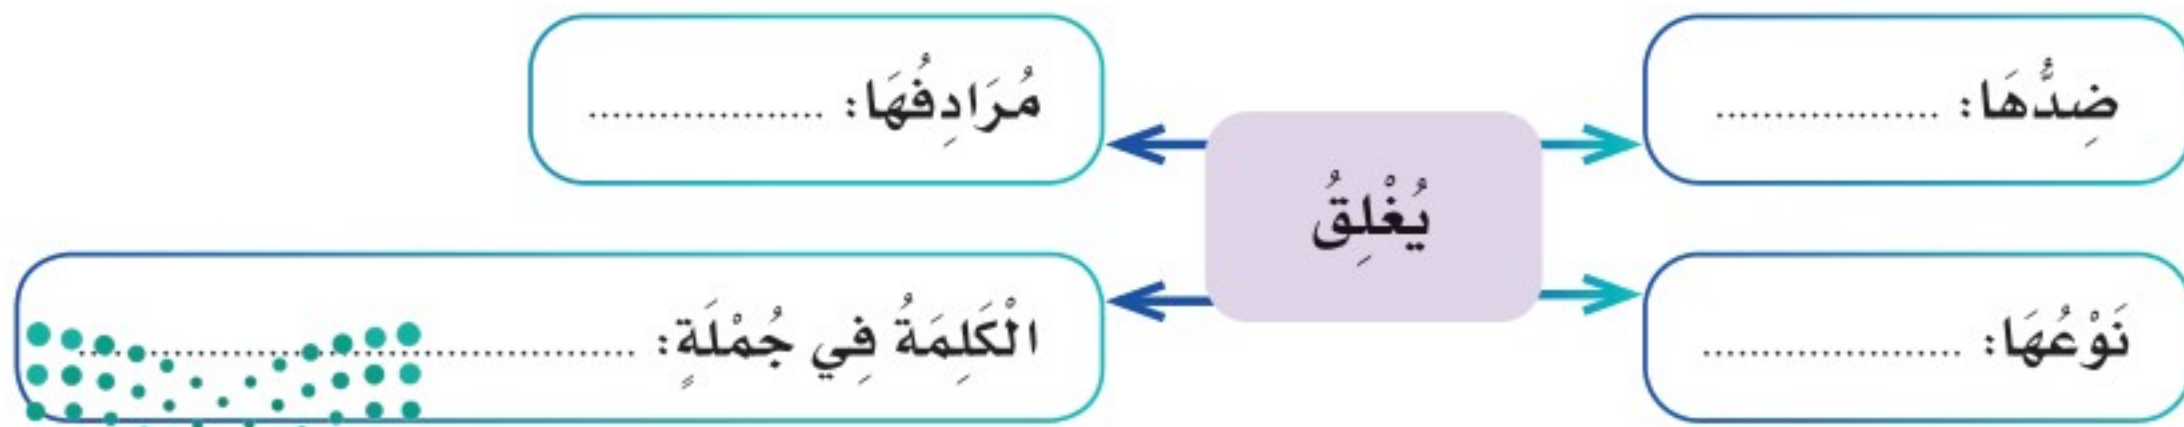 ضِدُّهَا: ..................
مُرَادِفُهَا: ...................
يُغْلِقُ
نَوْعُهَا: .....................
الْكَلِمَةُ فِي جُمْلَةٍ: .............................................